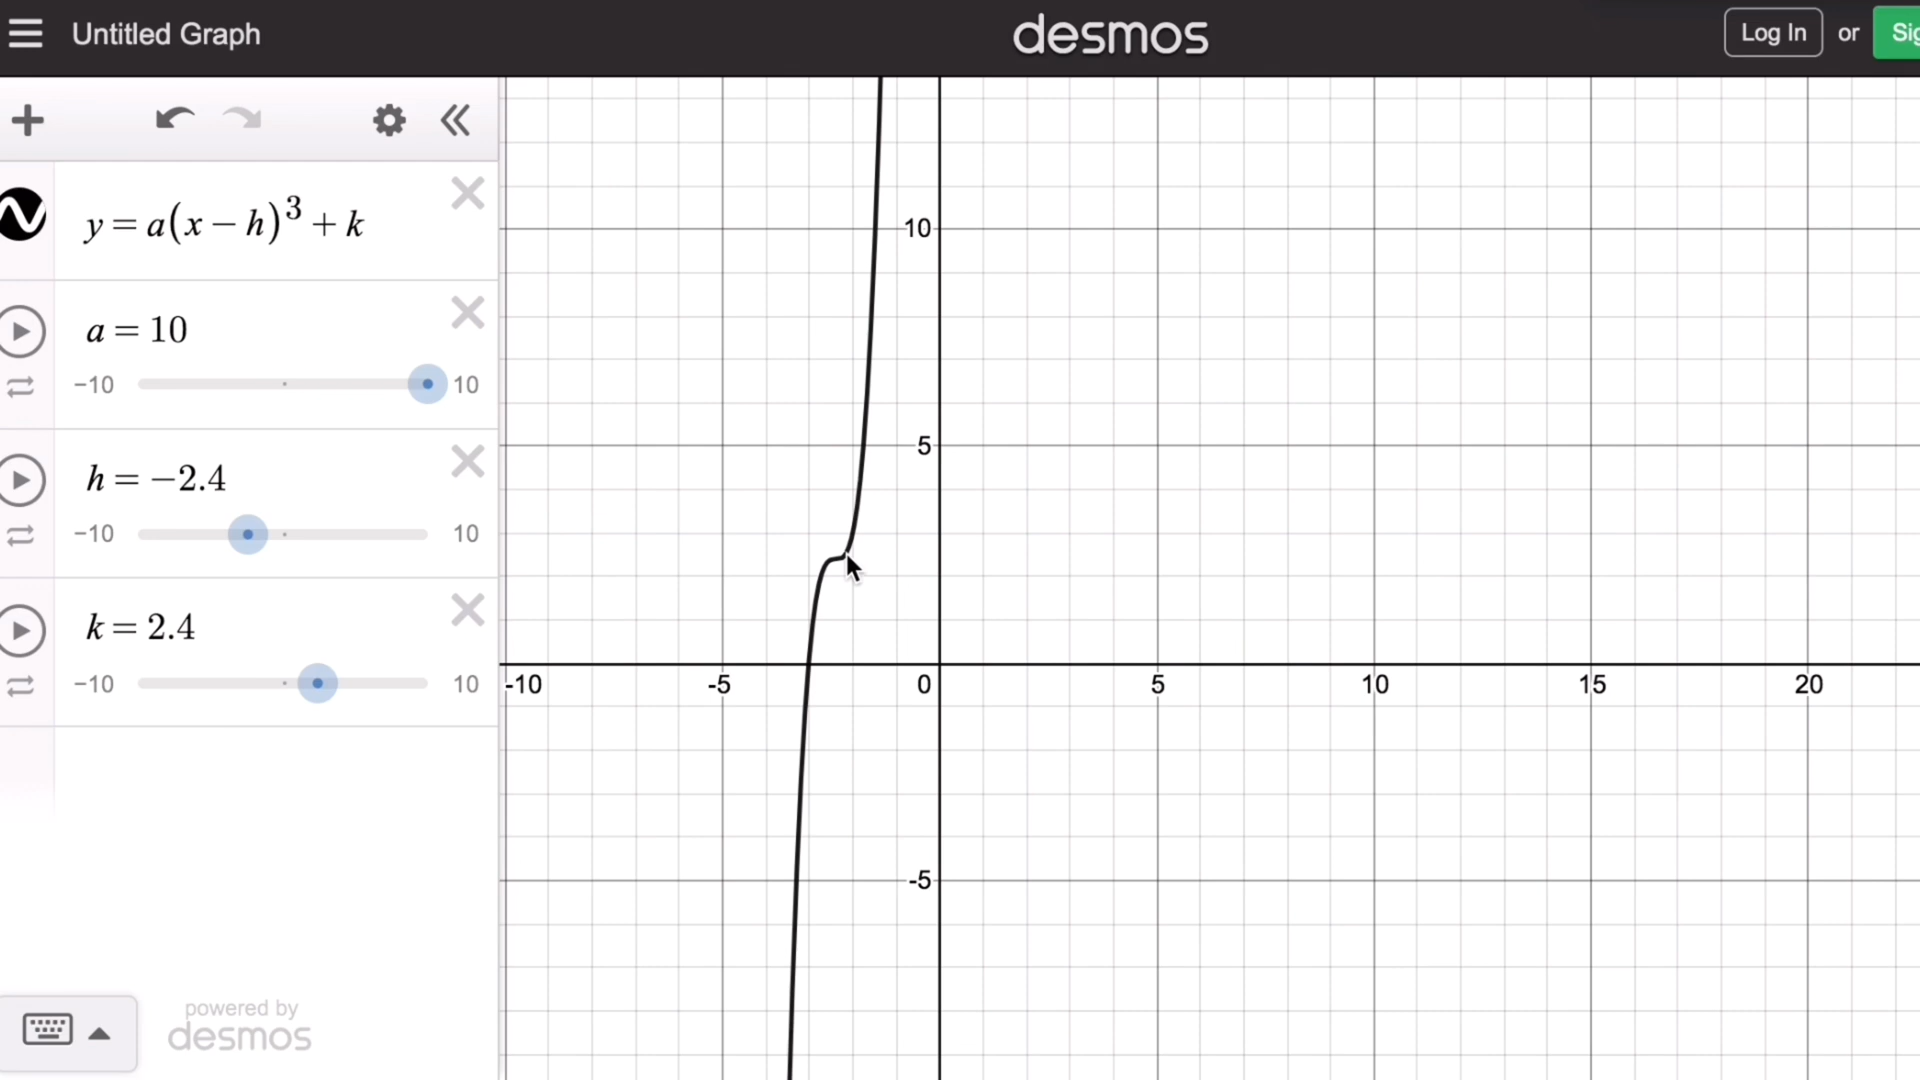 Untitled Graph
desmos
Log In or Sig
y = a(x − h)³ + k
a = 10
−10 10
h = −2.4
−10 10
k = 2.4
−10 10
10
5
-10 -5 0 5 10 15 20
-5
powered by
desmos